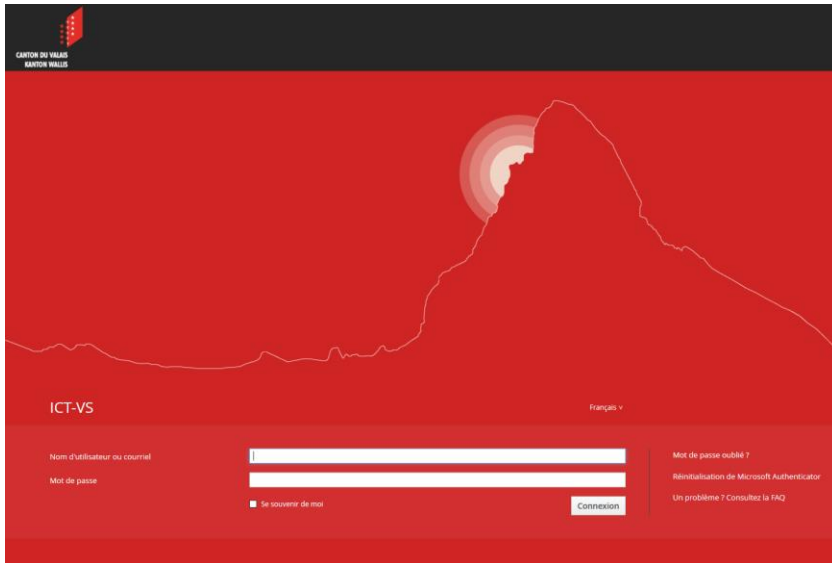 CANTON DU VALAIS
KANTON WALLIS
ICT-VS
Français
Nom d'utilisateur ou courriel
Mot de passe
Se souvenir de moi
Connexion
Mot de passe oublié ?
Réinitialisation de Microsoft Authenticator
Un problème ? Consultez la FAQ